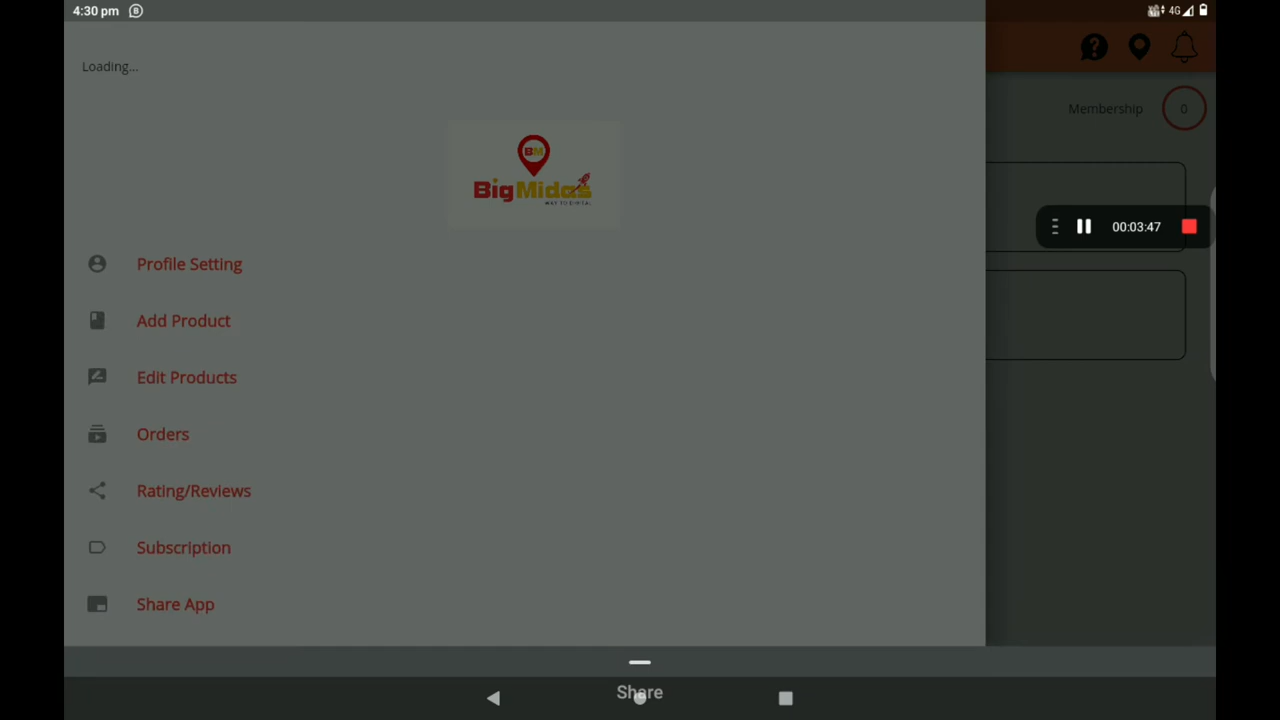 4:30 pm
4G
Loading...
Membership
0
BM
BigMidas
WAY TO DIGITAL
00:03:47
Profile Setting
Add Product
Edit Products
Orders
Rating/Reviews
Subscription
Share App
Share